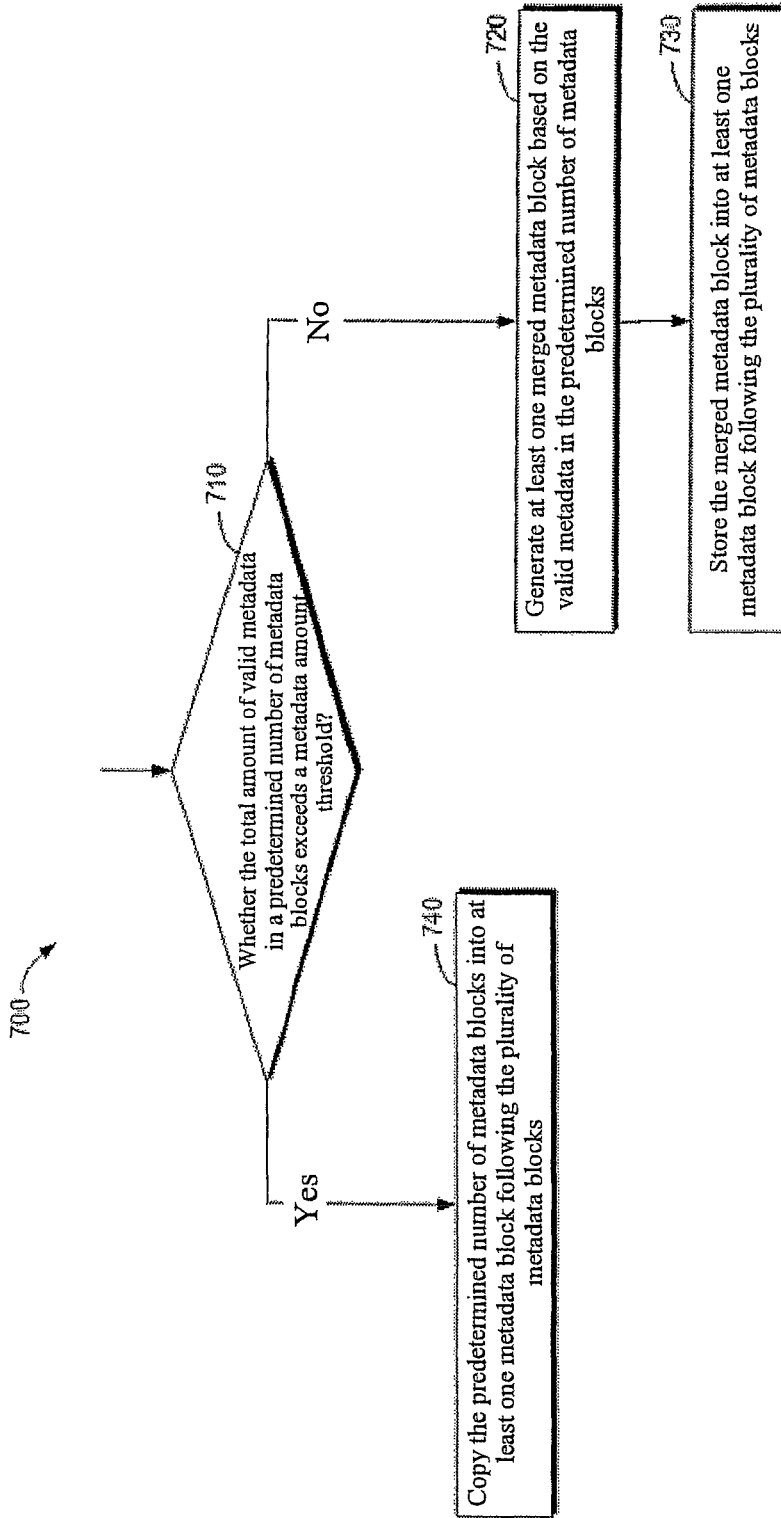 700
710
Whether the total amount of valid metadata
in a predetermined number of metadata
blocks exceeds a metadata amount
threshold?
Yes
No
740
Copy the predetermined number of metadata blocks into at
least one metadata block following the plurality of
metadata blocks
720
Generate at least one merged metadata block based on the
valid metadata in the predetermined number of metadata
blocks
730
Store the merged metadata block into at least one
metadata block following the plurality of metadata blocks